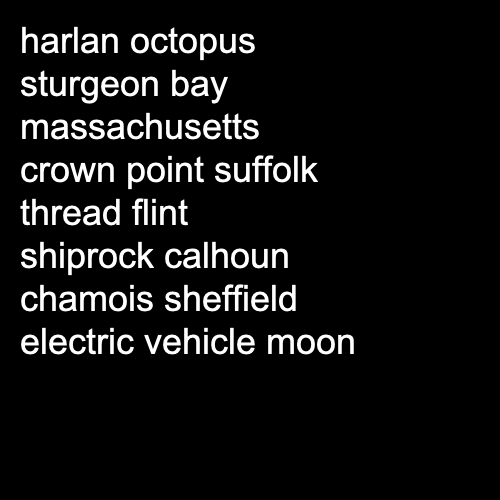 harlan octopus
sturgeon bay
massachusetts
crown point suffolk
thread flint
shiprock calhoun
chamois sheffield
electric vehicle moon